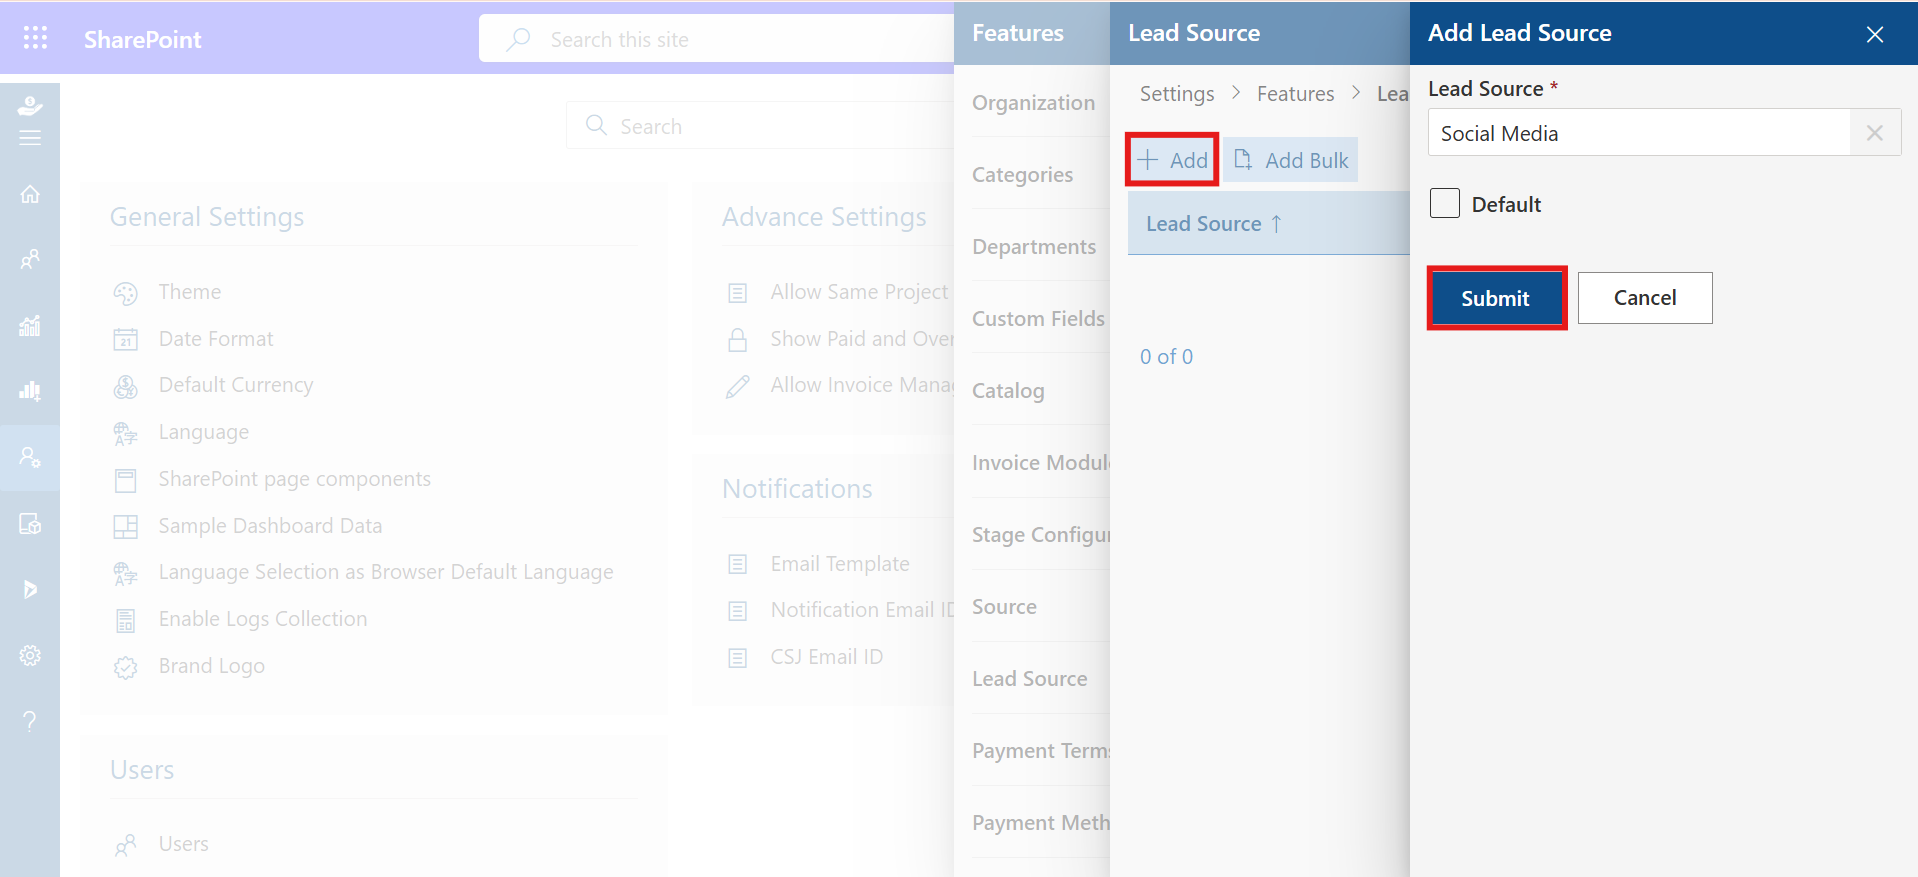 SharePoint
Search this site
Search
General Settings
Theme
Date Format
Default Currency
Language
SharePoint page components
Sample Dashboard Data
Language Selection as Browser Default Language
Enable Logs Collection
Brand Logo
Users
Users
Advance Settings
Allow Same Project
Show Paid and Over
Allow Invoice Mana
Notifications
Email Template
Notification Email ID
CSJ Email ID
Features
Organization
Categories
Departments
Custom Fields
Catalog
Invoice Modul
Stage Configu
Source
Lead Source
Payment Terms
Payment Meth
Lead Source
Settings > Features > Lea
+ Add
Add Bulk
Lead Source ↑
0 of 0
Add Lead Source
Lead Source *
Social Media
Default
Submit
Cancel